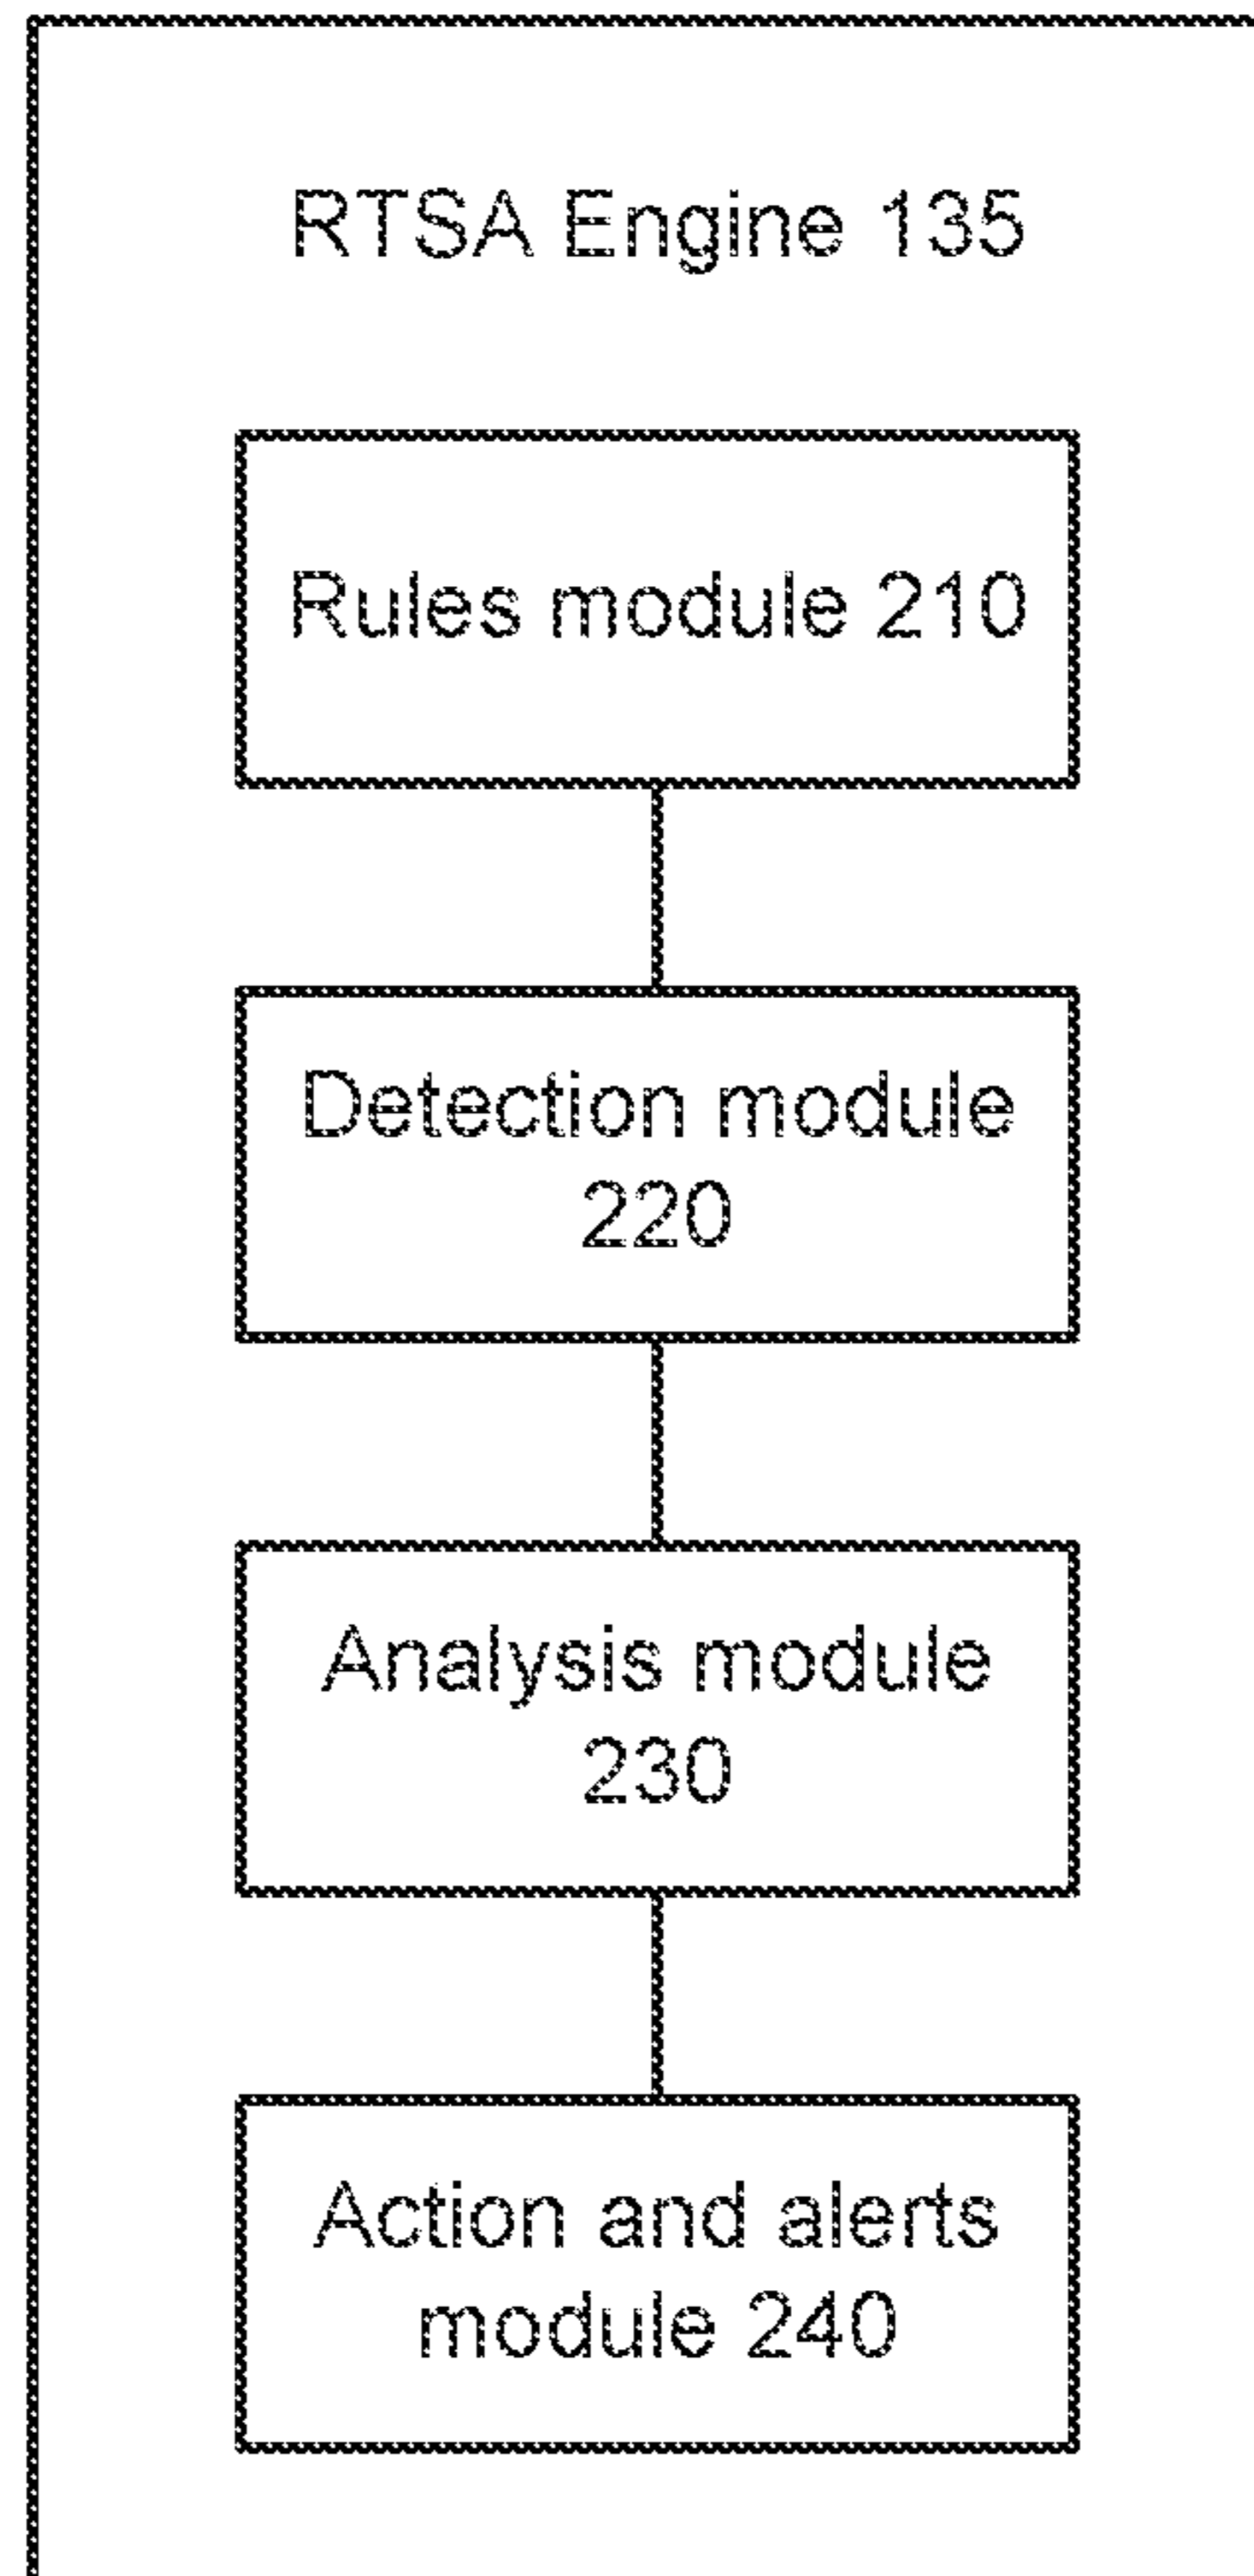 RTSA Engine 135
Rules module 210
Detection module
220
Analysis module
230
Action and alerts
module 240